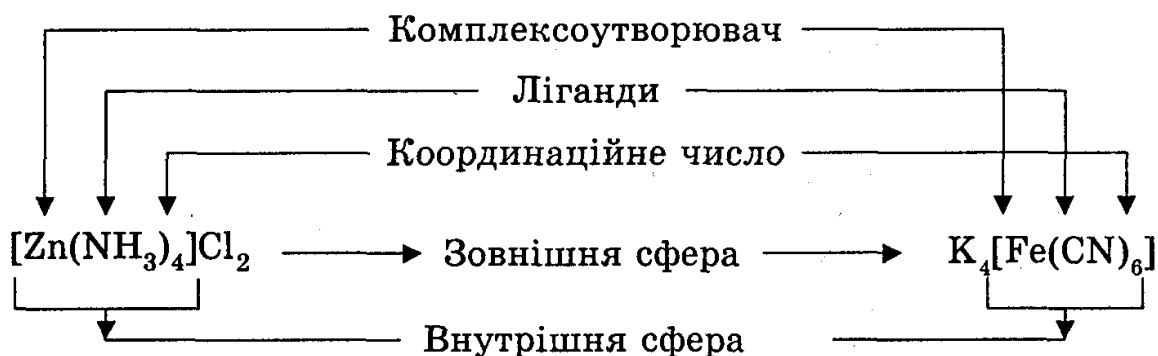 Комплексоутворювач
Ліганди
Координаційне число
[Zn(NH₃)₄]Cl₂ Зовнішня сфера K₄[Fe(CN)₆]
Внутрішня сфера